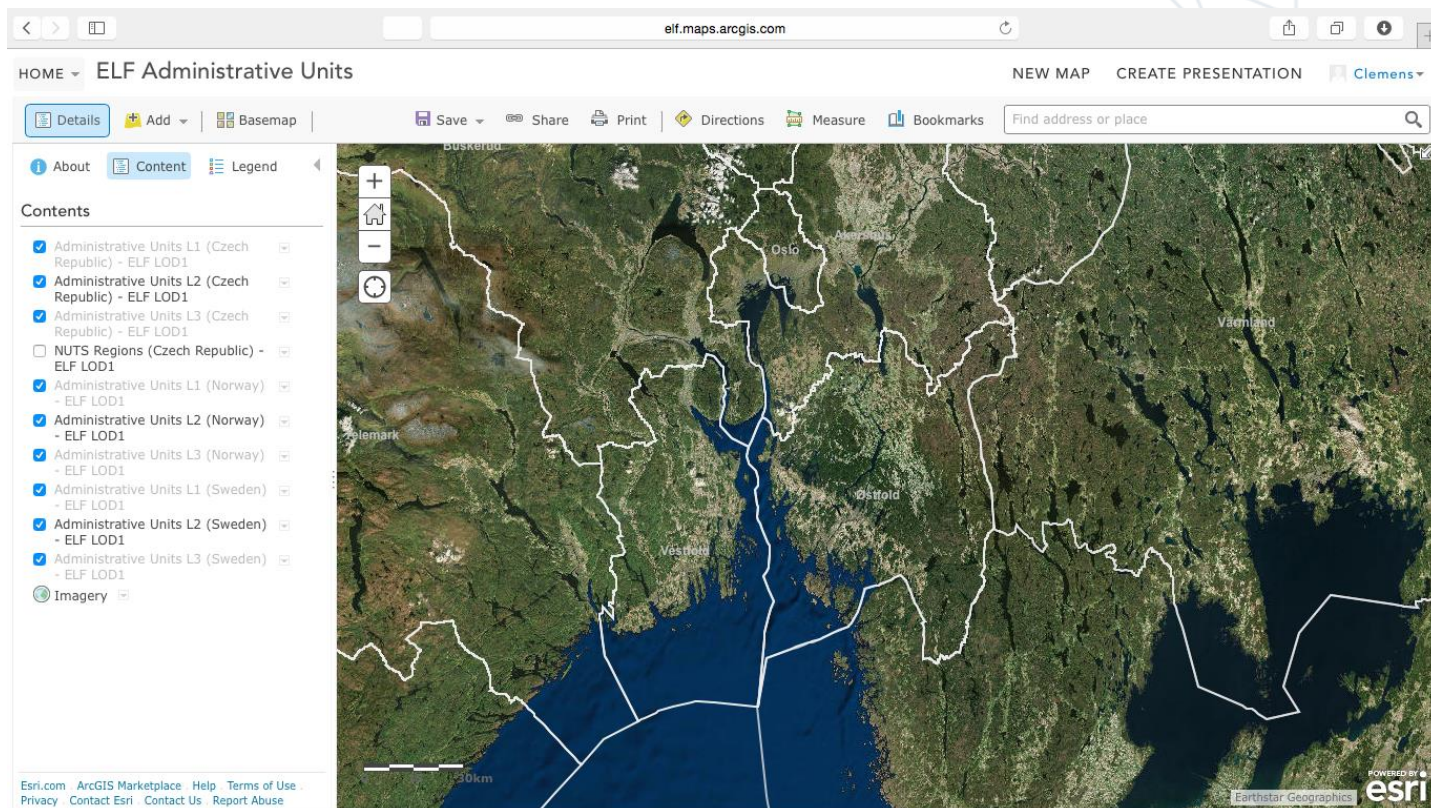 elf.maps.arcgis.com
HOME ELF Administrative Units
NEW MAP CREATE PRESENTATION Clemens
Details Add Basemap Save Share Print Directions Measure Bookmarks Find address or place
About Content Legend
Contents
Administrative Units L1 (Czech
Republic) - ELF LOD1
Administrative Units L2 (Czech
Republic) - ELF LOD1
Administrative Units L3 (Czech
Republic) - ELF LOD1
NUTS Regions (Czech Republic) -
ELF LOD1
Administrative Units L1 (Norway)
- ELF LOD1
Administrative Units L2 (Norway)
- ELF LOD1
Administrative Units L3 (Norway)
- ELF LOD1
Administrative Units L1 (Sweden)
- ELF LOD1
Administrative Units L2 (Sweden)
- ELF LOD1
Administrative Units L3 (Sweden)
- ELF LOD1
Imagery
Esri.com . ArcGIS Marketplace . Help . Terms of Use .
Privacy . Contact Esri . Contact Us . Report Abuse
Buskerud
Akershus
Oslo
Värmland
Telemark
Østfold
Vestfold
30km
Earthstar Geographics
POWERED BY
esri